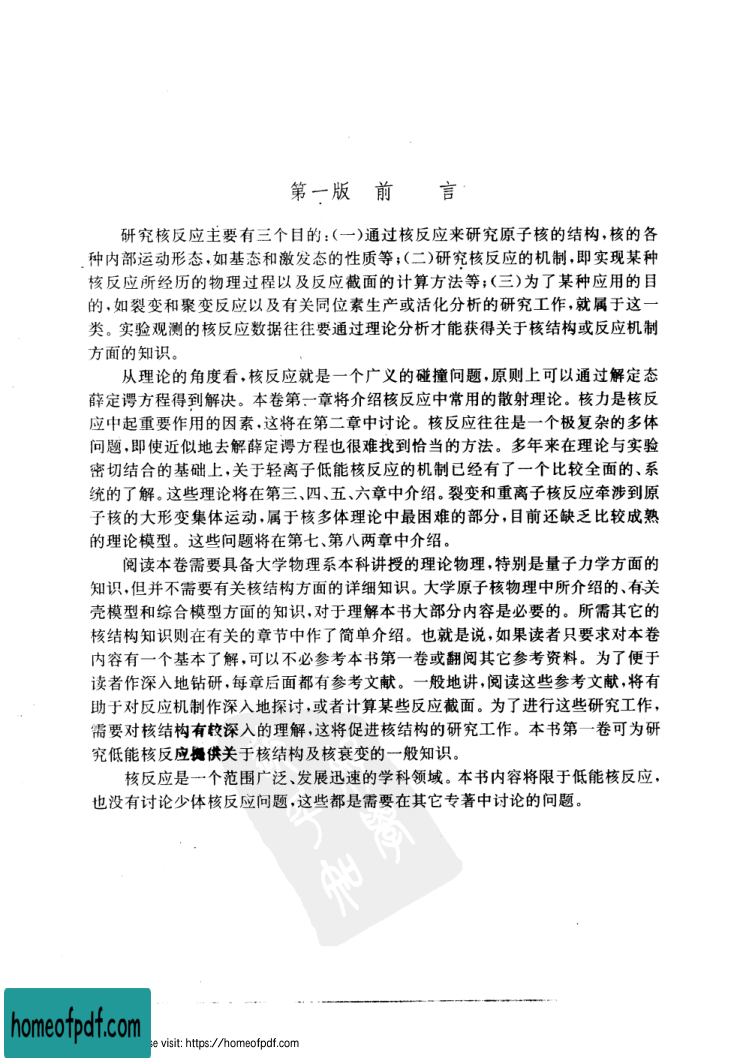 第一版 前 言
研究核反应主要有三个目的:(一)通过核反应来研究原子核的结构,核的各
种内部运动形态,如基态和激发态的性质等;(二)研究核反应的机制,即实现某种
核反应所经历的物理过程以及反应截面的计算方法等;(三)为了某种应用的目
的,如裂变和聚变反应以及有关同位素生产或活化分析的研究工作,就属于这一
类。实验观测的核反应数据往往要通过理论分析才能获得关于核结构或反应机制
方面的知识。
从理论的角度看,核反应就是一个广义的碰撞问题,原则上可以通过解定态
薛定谔方程得到解决。本卷第一章将介绍核反应中常用的散射理论。核力是核反
应中起重要作用的因素,这将在第二章中讨论。核反应往往是一个极复杂的多体
问题,即使近似地去解薛定谔方程也很难找到恰当的方法。多年来在理论与实验
密切结合的基础上,关于轻离子低能核反应的机制已经有了一个比较全面的、系
统的了解。这些理论将在第三、四、五、六章中介绍。裂变和重离子核反应牵涉到原
子核的大形变集体运动,属于核多体理论中最困难的部分,目前还缺乏比较成熟
的理论模型。这些问题将在第七、第八两章中介绍。
阅读本卷需要具备大学物理系本科讲授的理论物理,特别是量子力学方面的
知识,但并不需要有关核结构方面的详细知识。大学原子核物理中所介绍的、有关
壳模型和综合模型方面的知识,对于理解本书大部分内容是必要的。所需其它的
核结构知识则在有关的章节中作了简单介绍。也就是说,如果读者只要求对本卷
内容有一个基本了解,可以不必参考本书第一卷或翻阅其它参考资料。为了便于
读者作深入地钻研,每章后面都有参考文献。一般地讲,阅读这些参考文献,将有
助于对反应机制作深入地探讨,或者计算某些反应截面。为了进行这些研究工作,
需要对核结构有较深入的理解,这将促进核结构的研究工作。本书第一卷可为研
究低能核反应提供关于核结构及核衰变的一般知识。
核反应是一个范围广泛、发展迅速的学科领域。本书内容将限于低能核反应,
也没有讨论少体核反应问题,这些都是需要在其它专著中讨论的问题。
homeofpdf.com
se visit: https://homeofpdf.com